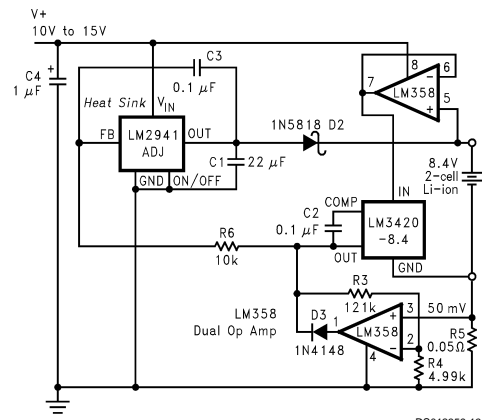 V+
10V to 15V
C4
1 μF
C3
0.1 μF
Heat Sink
VIN
FB
LM2941
ADJ
OUT
GND
ON/OFF
C1
22 μF
1N5818 D2
8
7
6
−
LM358
+
5
8.4V
2-cell
Li-ion
IN
COMP
C2
0.1 μF
LM3420
-8.4
OUT
GND
R6
10k
R3
121k
LM358
Dual Op Amp
D3
1N4148
1
+
3
50 mV
LM358
−
2
4
R5
0.05Ω
R4
4.99k